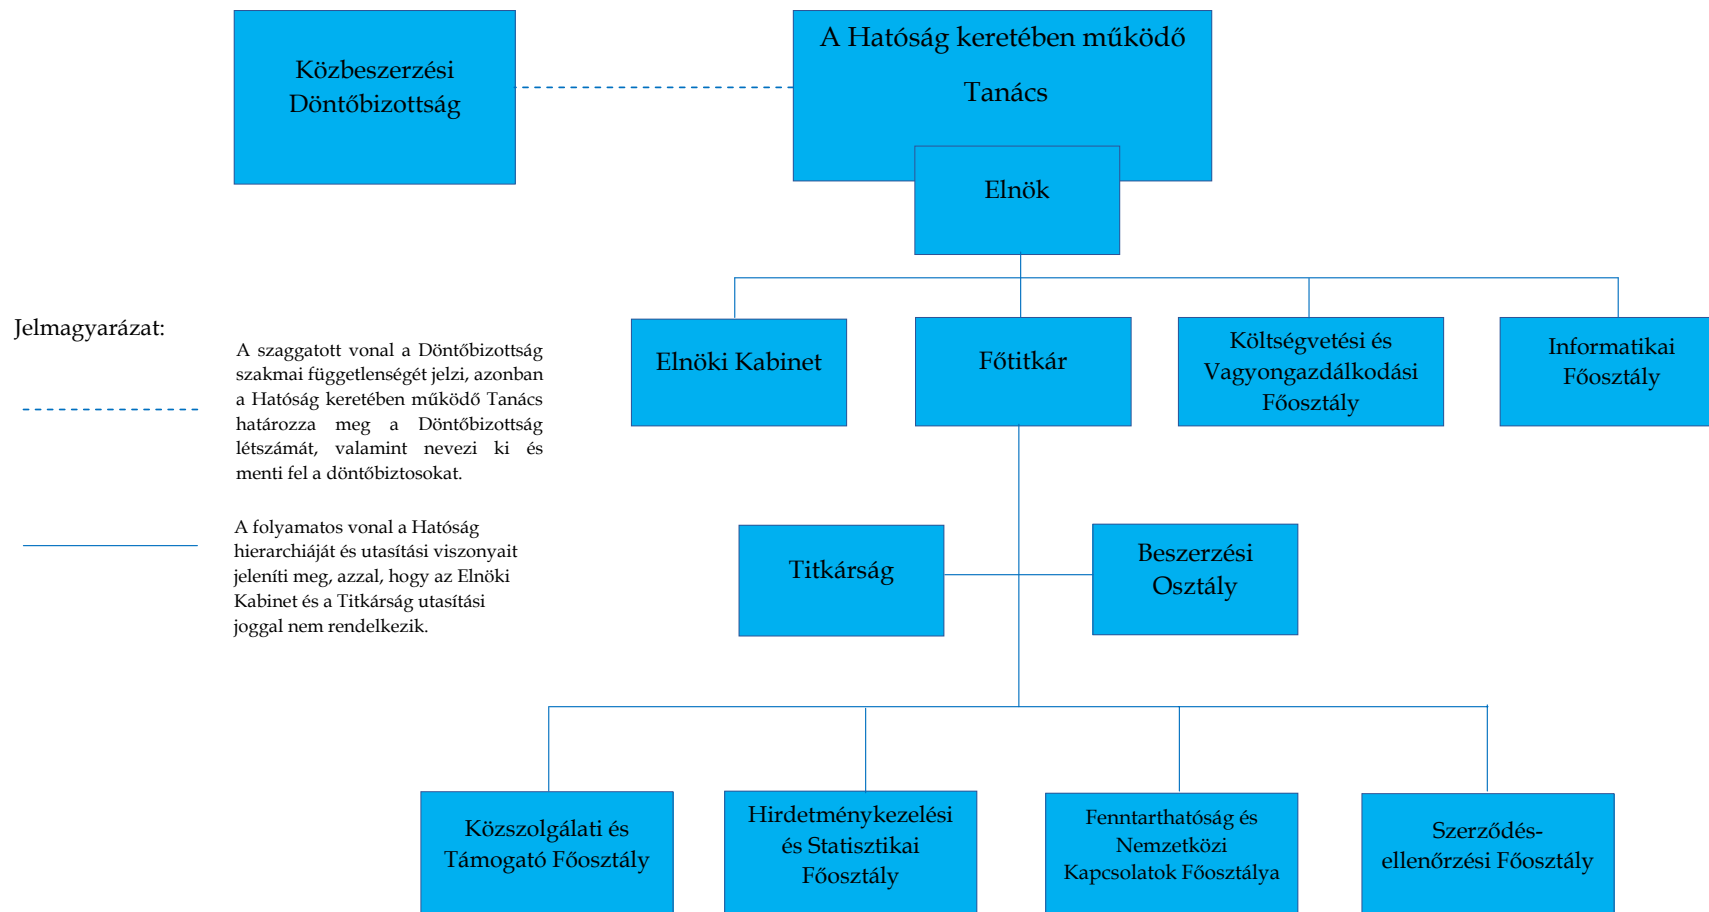 Közbeszerzési
Döntőbizottság
A Hatóság keretében működő
Tanács
Elnök
Jelmagyarázat:
A szaggatott vonal a Döntőbizottság
szakmai függetlenségét jelzi, azonban
a Hatóság keretében működő Tanács
határozza meg a Döntőbizottság
létszámát, valamint nevezi ki és
menti fel a döntőbiztosokat.
A folyamatos vonal a Hatóság
hierarchiáját és utasítási viszonyait
jeleníti meg, azzal, hogy az Elnöki
Kabinet és a Titkárság utasítási
joggal nem rendelkezik.
Elnöki Kabinet
Főtitkár
Költségvetési és
Vagyongazdálkodási
Főosztály
Informatikai
Főosztály
Titkárság
Beszerzési
Osztály
Közszolgálati és
Támogató Főosztály
Hirdetménykezelési
és Statisztikai
Főosztály
Fenntarthatóság és
Nemzetközi
Kapcsolatok Főosztálya
Szerződés-
ellenőrzési Főosztály